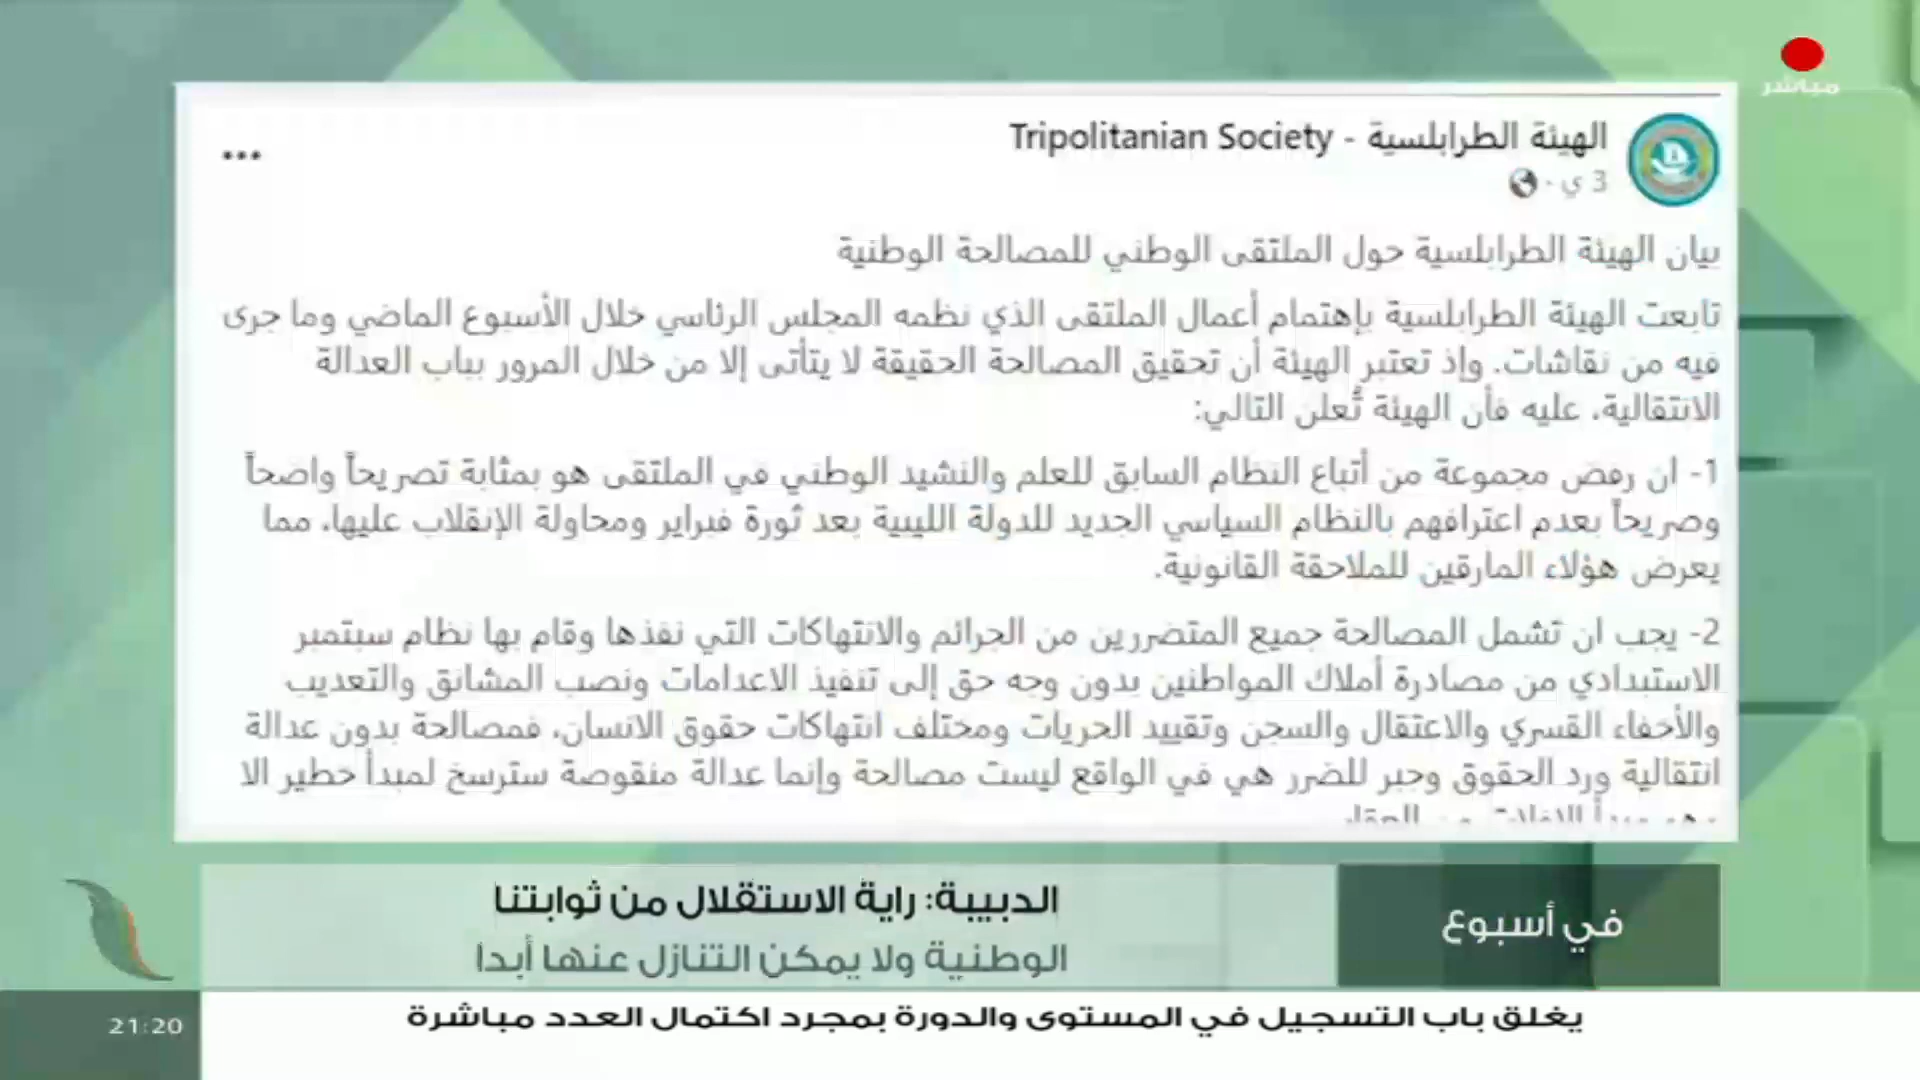 مباشر
الهيئة الطرابلسية - Tripolitanian Society
3 ي ·
بيان الهيئة الطرابلسية حول الملتقى الوطني للمصالحة الوطنية
تابعت الهيئة الطرابلسية بإهتمام أعمال الملتقى الذي نظمه المجلس الرئاسي خلال الأسبوع الماضي وما جرى
فيه من نقاشات. وإذ تعتبر الهيئة أن تحقيق المصالحة الحقيقة لا يتأتى إلا من خلال المرور بباب العدالة
الانتقالية، عليه فأن الهيئة تُعلن التالي:
1- ان رفض مجموعة من أتباع النظام السابق للعلم والنشيد الوطني في الملتقى هو بمثابة تصريحاً واضحاً
وصريحاً بعدم اعترافهم بالنظام السياسي الجديد للدولة الليبية بعد ثورة فبراير ومحاولة الإنقلاب عليها، مما
يعرض هؤلاء المارقين للملاحقة القانونية.
2- يجب ان تشمل المصالحة جميع المتضررين من الجرائم والانتهاكات التي نفذها وقام بها نظام سبتمبر
الاستبدادي من مصادرة أملاك المواطنين بدون وجه حق إلى تنفيذ الاعدامات ونصب المشانق والتعذيب
والأخفاء القسري والاعتقال والسجن وتقييد الحريات ومختلف انتهاكات حقوق الانسان، فمصالحة بدون عدالة
انتقالية ورد الحقوق وجبر للضرر هي في الواقع ليست مصالحة وإنما عدالة منقوصة سترسخ لمبدأ خطير الا
في أسبوع
الدبيبة: راية الاستقلال من ثوابتنا
الوطنية ولا يمكن التنازل عنها أبدا
يغلق باب التسجيل في المستوى والدورة بمجرد اكتمال العدد مباشرة
21:20